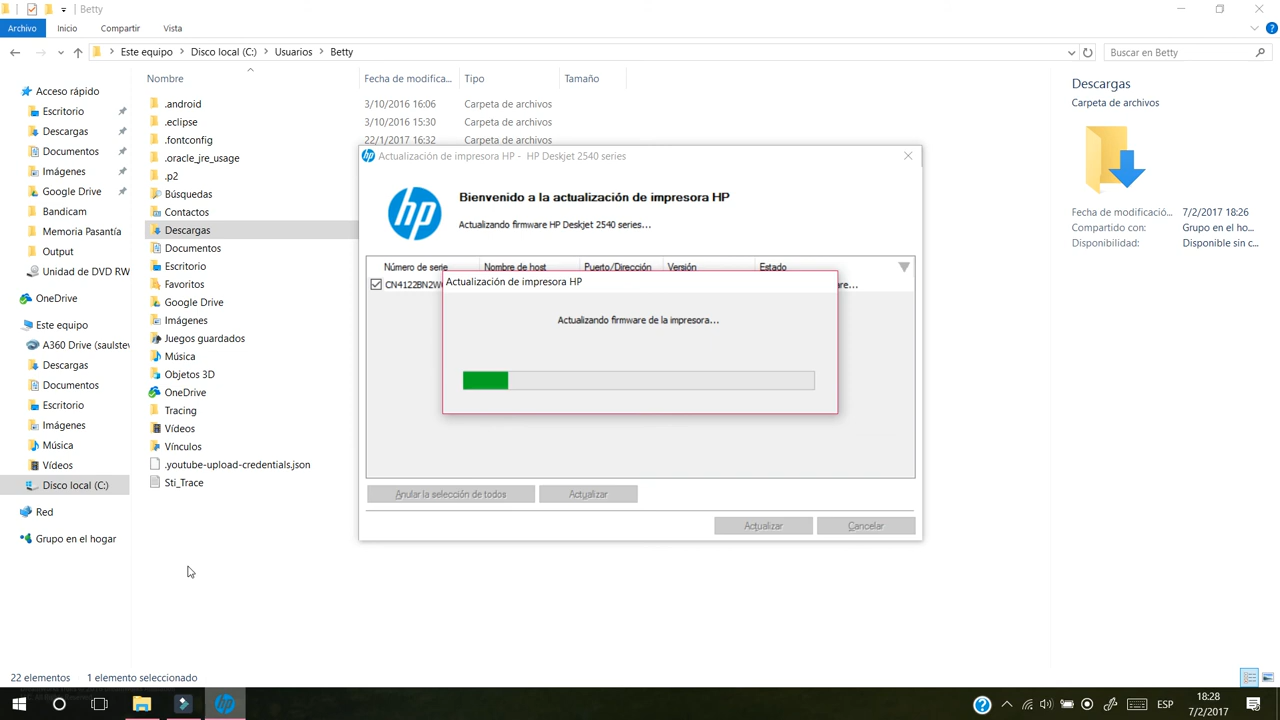 Betty
Archivo Inicio Compartir Vista
Este equipo Disco local (C:) Usuarios Betty
Buscar en Betty
Acceso rápido
Escritorio
Descargas
Documentos
Imágenes
Google Drive
Bandicam
Memoria Pasantía
Output
Unidad de DVD RW
OneDrive
Este equipo
A360 Drive (saulstev
Descargas
Documentos
Escritorio
Imágenes
Música
Vídeos
Disco local (C:)
Red
Grupo en el hogar
Nombre Fecha de modifica... Tipo Tamaño
.android 3/10/2016 16:06 Carpeta de archivos
.eclipse 3/10/2016 15:30 Carpeta de archivos
.fontconfig 22/1/2017 16:32 Carpeta de archivos
.oracle_jre_usage
.p2
Búsquedas
Contactos
Descargas
Documentos
Escritorio
Favoritos
Google Drive
Imágenes
Juegos guardados
Música
Objetos 3D
OneDrive
Tracing
Vídeos
Vínculos
.youtube-upload-credentials.json
Sti_Trace
Actualización de impresora HP - HP Deskjet 2540 series
hp
Bienvenido a la actualización de impresora HP
Actualizando firmware HP Deskjet 2540 series...
Número de serie Nombre de host Puerto/Dirección Versión Estado
Actualización de impresora HP
Actualizando firmware de la impresora...
Anular la selección de todos Actualizar
Actualizar Cancelar
Descargas
Carpeta de archivos
Fecha de modificació... 7/2/2017 18:26
Compartido con: Grupo en el ho...
Disponibilidad: Disponible sin c...
22 elementos 1 elemento seleccionado
ESP
18:28
7/2/2017